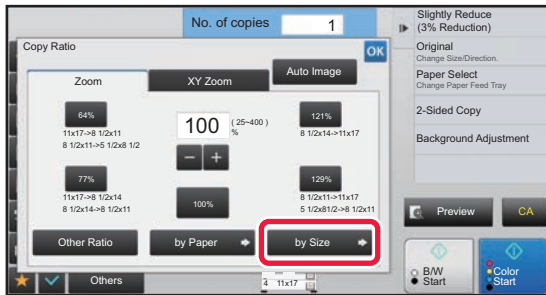 No. of copies
1
Copy Ratio
OK
Zoom
XY Zoom
Auto Image
64%
11x17->8 1/2x11
8 1/2x11->5 1/2x8 1/2
100
( 25~400 )
%
121%
8 1/2x14->11x17
77%
11x17->8 1/2x14
8 1/2x14->8 1/2x11
100%
129%
8 1/2x11->11x17
5 1/2x81/2->8 1/2x11
Other Ratio
by Paper
by Size
Others
4 11x17
Slightly Reduce
(3% Reduction)
Original
Change Size/Direction.
Paper Select
Change Paper Feed Tray
2-Sided Copy
Background Adjustment
Preview
CA
B/W
Start
Color
Start